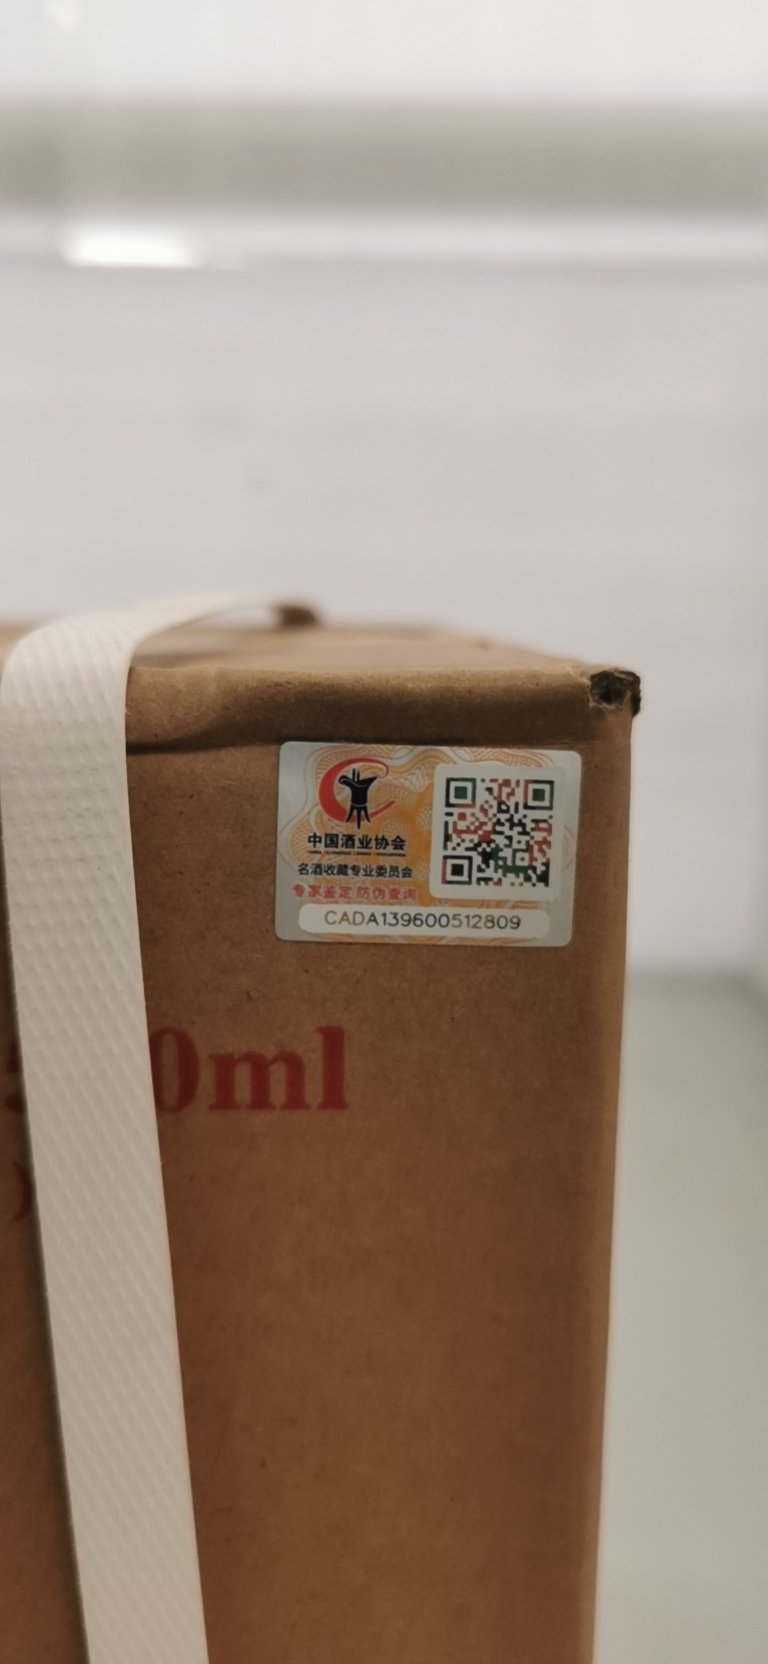 中国酒业协会
名酒收藏专业委员会
专家鉴定 防伪查询
CADA139600512809
0ml